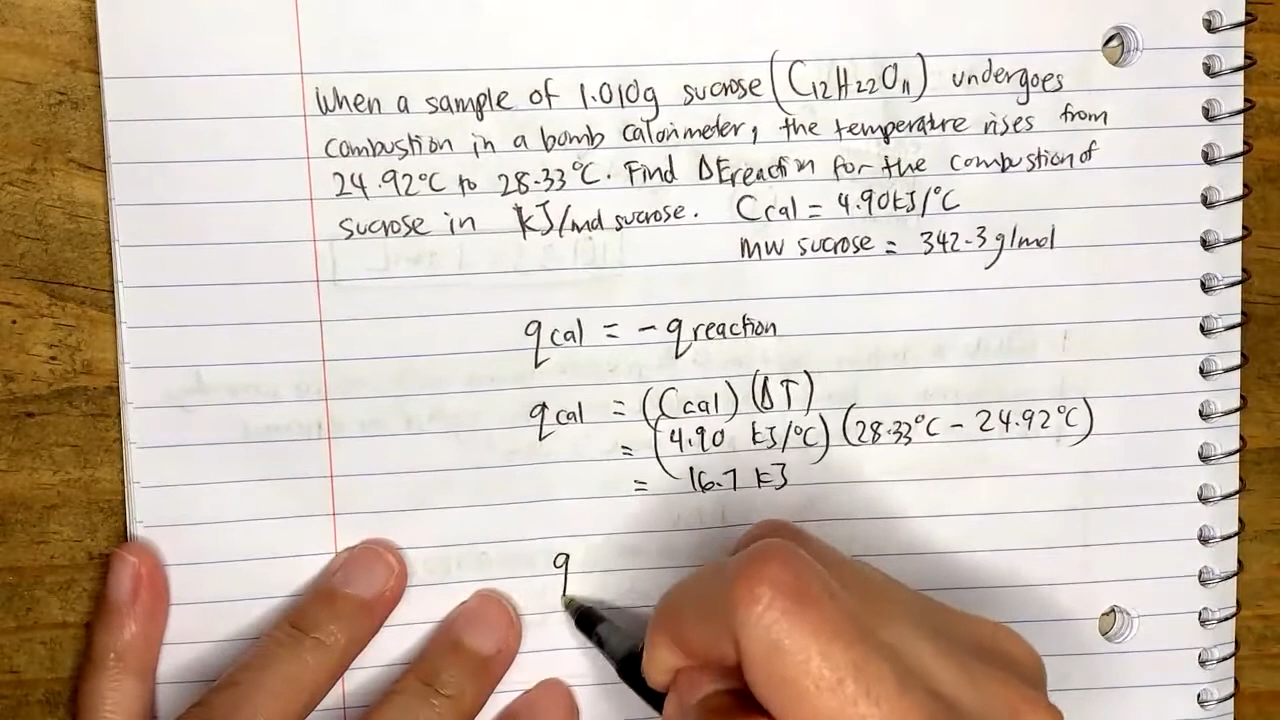 When a sample of 1.010g sucrose (C₁₂H₂₂O₁₁) undergoes
combustion in a bomb calorimeter, the temperature rises from
24.92°C to 28.33°C. Find ΔEreaction for the combustion of
sucrose in kJ/mol sucrose. Ccal = 4.90kJ/°C
mw sucrose = 342.3g/mol
qcal = - qreaction
qcal = (Ccal) (ΔT)
= (4.90 kJ/°C) (28.33°C - 24.92°C)
= 16.7 kJ
q